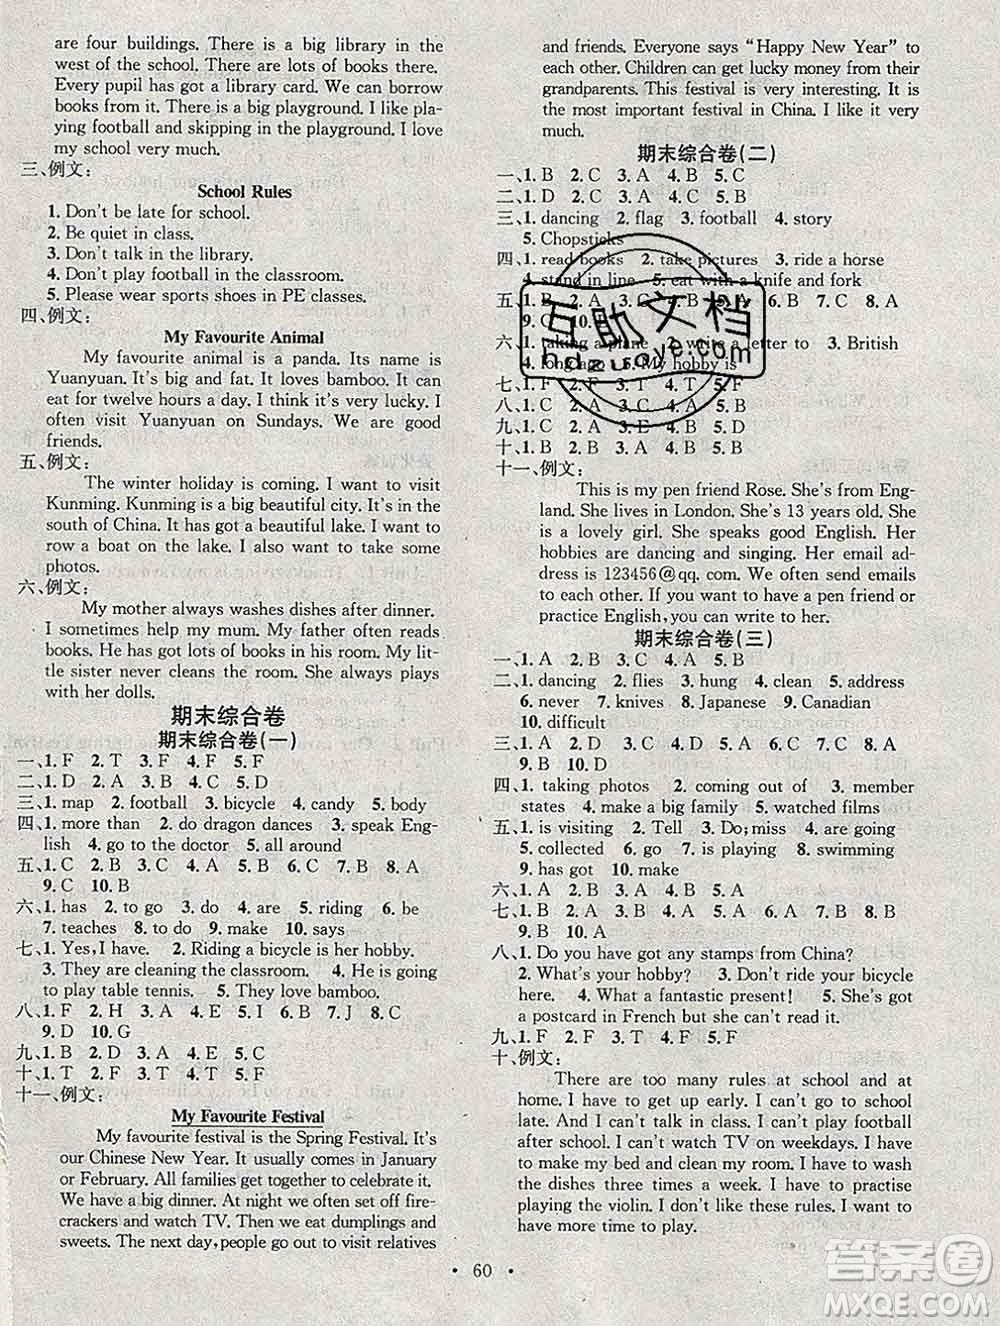 are four buildings. There is a big library in the
west of the school. There are lots of books there.
Every pupil has got a library card. We can borrow
books from it. There is a big playground. I like pla-
ying football and skipping in the playground. I love
my school very much.
三、例文:
School Rules
1. Don't be late for school.
2. Be quiet in class.
3. Don't talk in the library.
4. Don't play football in the classroom.
5. Please wear sports shoes in PE classes.
四、例文:
My Favourite Animal
My favourite animal is a panda. Its name is
Yuanyuan. It's big and fat. It loves bamboo. It can
eat for twelve hours a day. I think it's very lucky. I
often visit Yuanyuan on Sundays. We are good
friends.
五、例文:
The winter holiday is coming. I want to visit
Kunming. Kunming is a big beautiful city. It's in the
south of China. It has got a beautiful lake. I want to
row a boat on the lake. I also want to take some
photos.
六、例文:
My mother always washes dishes after dinner.
I sometimes help my mum. My father often reads
books. He has got lots of books in his room. My lit-
tle sister never cleans the room. She always plays
with her dolls.
期末综合卷
期末综合卷(一)
一、1. F 2. T 3. F 4. F 5. F
二、1. D 2. A 3. C 4. A 5. D
三、1. map 2. football 3. bicycle 4. candy 5. body
四、1. more than 2. do dragon dances 3. speak Eng-
lish 4. go to the doctor 5. all around
五、1. C 2. B 3. C 4. A 5. B 6. C 7. B 8. A
9. C 10. B
六、1. has 2. to go 3. do 4. are 5. riding 6. be
7. teaches 8. to do 9. make 10. says
七、1. Yes, I have. 2. Riding a bicycle is her hobby.
3. They are cleaning the classroom. 4. He is going
to play table tennis. 5. They love bamboo.
八、1. F 2. H 3. A 4. C 5. I 6. B 7. J 8. E
9. D 10. G
九、1. B 2. D 3. A 4. E 5. C
十、1. T 2. T 3. F 4. T 5. F
十一、例文:
My Favourite Festival
My favourite festival is the Spring Festival. It's
our Chinese New Year. It usually comes in January
or February. All families get together to celebrate it.
We have a big dinner. At night we often set off fire-
crackers and watch TV. Then we eat dumplings and
sweets. The next day, people go out to visit relatives
and friends. Everyone says “Happy New Year” to
each other. Children can get lucky money from their
grandparents. This festival is very interesting. It is
the most important festival in China. I like it very
much.
期末综合卷(二)
一、1. B 2. C 3. A 4. B 5. C
二、1. D 2. C 3. A 4. C 5. B
三、1. dancing 2. flag 3. football 4. story
5. Chopsticks
四、1. read books 2. take pictures 3. ride a horse
4. stand in line 5. eat with a knife and fork
五、1. B 2. A 3. C 4. B 5. A 6. B 7. C 8. A
9. C 10.
六、1. taking a plane 2. write a letter to 3. British
4. long ago 5. My hobby is
七、1. F 2. F 3. T 4. T 5. F
八、1. C 2. A 3. C 4. A 5. B
九、1. C 2. A 3. A 4. B 5. D
十、1. C 2. B 3. C 4. B 5. B
十一、例文:
This is my pen friend Rose. She's from Eng-
land. She lives in London. She's 13 years old. She
is a lovely girl. She speaks good English. Her
hobbies are dancing and singing. Her email ad-
dress is 123456@qq. com. We often send emails
to each other. If you want to have a pen friend or
practice English, you can write to her.
期末综合卷(三)
一、1. A 2. B 3. A 4. A 5. B
二、1. dancing 2. flies 3. hung 4. clean 5. address
6. never 7. knives 8. Japanese 9. Canadian
10. difficult
三、1. C 2. C 3. B 4. C 5. C 6. A 7. C 8. A
9. B 10. D
四、1. taking photos 2. coming out of 3. member
states 4. make a big family 5. watched films
五、1. is visiting 2. Tell 3. Do; miss 4. are going
5. collected 6. go 7. is playing 8. swimming
9. has got 10. make
六、1. A 2. B 3. A 4. B 5. A
七、1. B 2. A 3. C 4. A 5. B 6. C 7. C 8. A
9. B 10. A
八、1. Do you have got any stamps from China?
2. What's your hobby? 3. Don't ride your bicycle
here. 4. What a fantastic present! 5. She's got
a postcard in French but she can't read it.
九、1. F 2. F 3. T 4. F 5. T
十、例文:
There are too many rules at school and at
home. I have to get up early. I can't go to school
late. And I can't talk in class. I can't play football
after school. I can't watch TV on weekdays. I have
to make my bed and clean my room. I have to wash
the dishes three times a week. I have to practise
playing the violin. I don't like these rules. I want to
have more time to play.
互助文档
hdzuoye.com
答案圈
MXQE.COM
· 60 ·